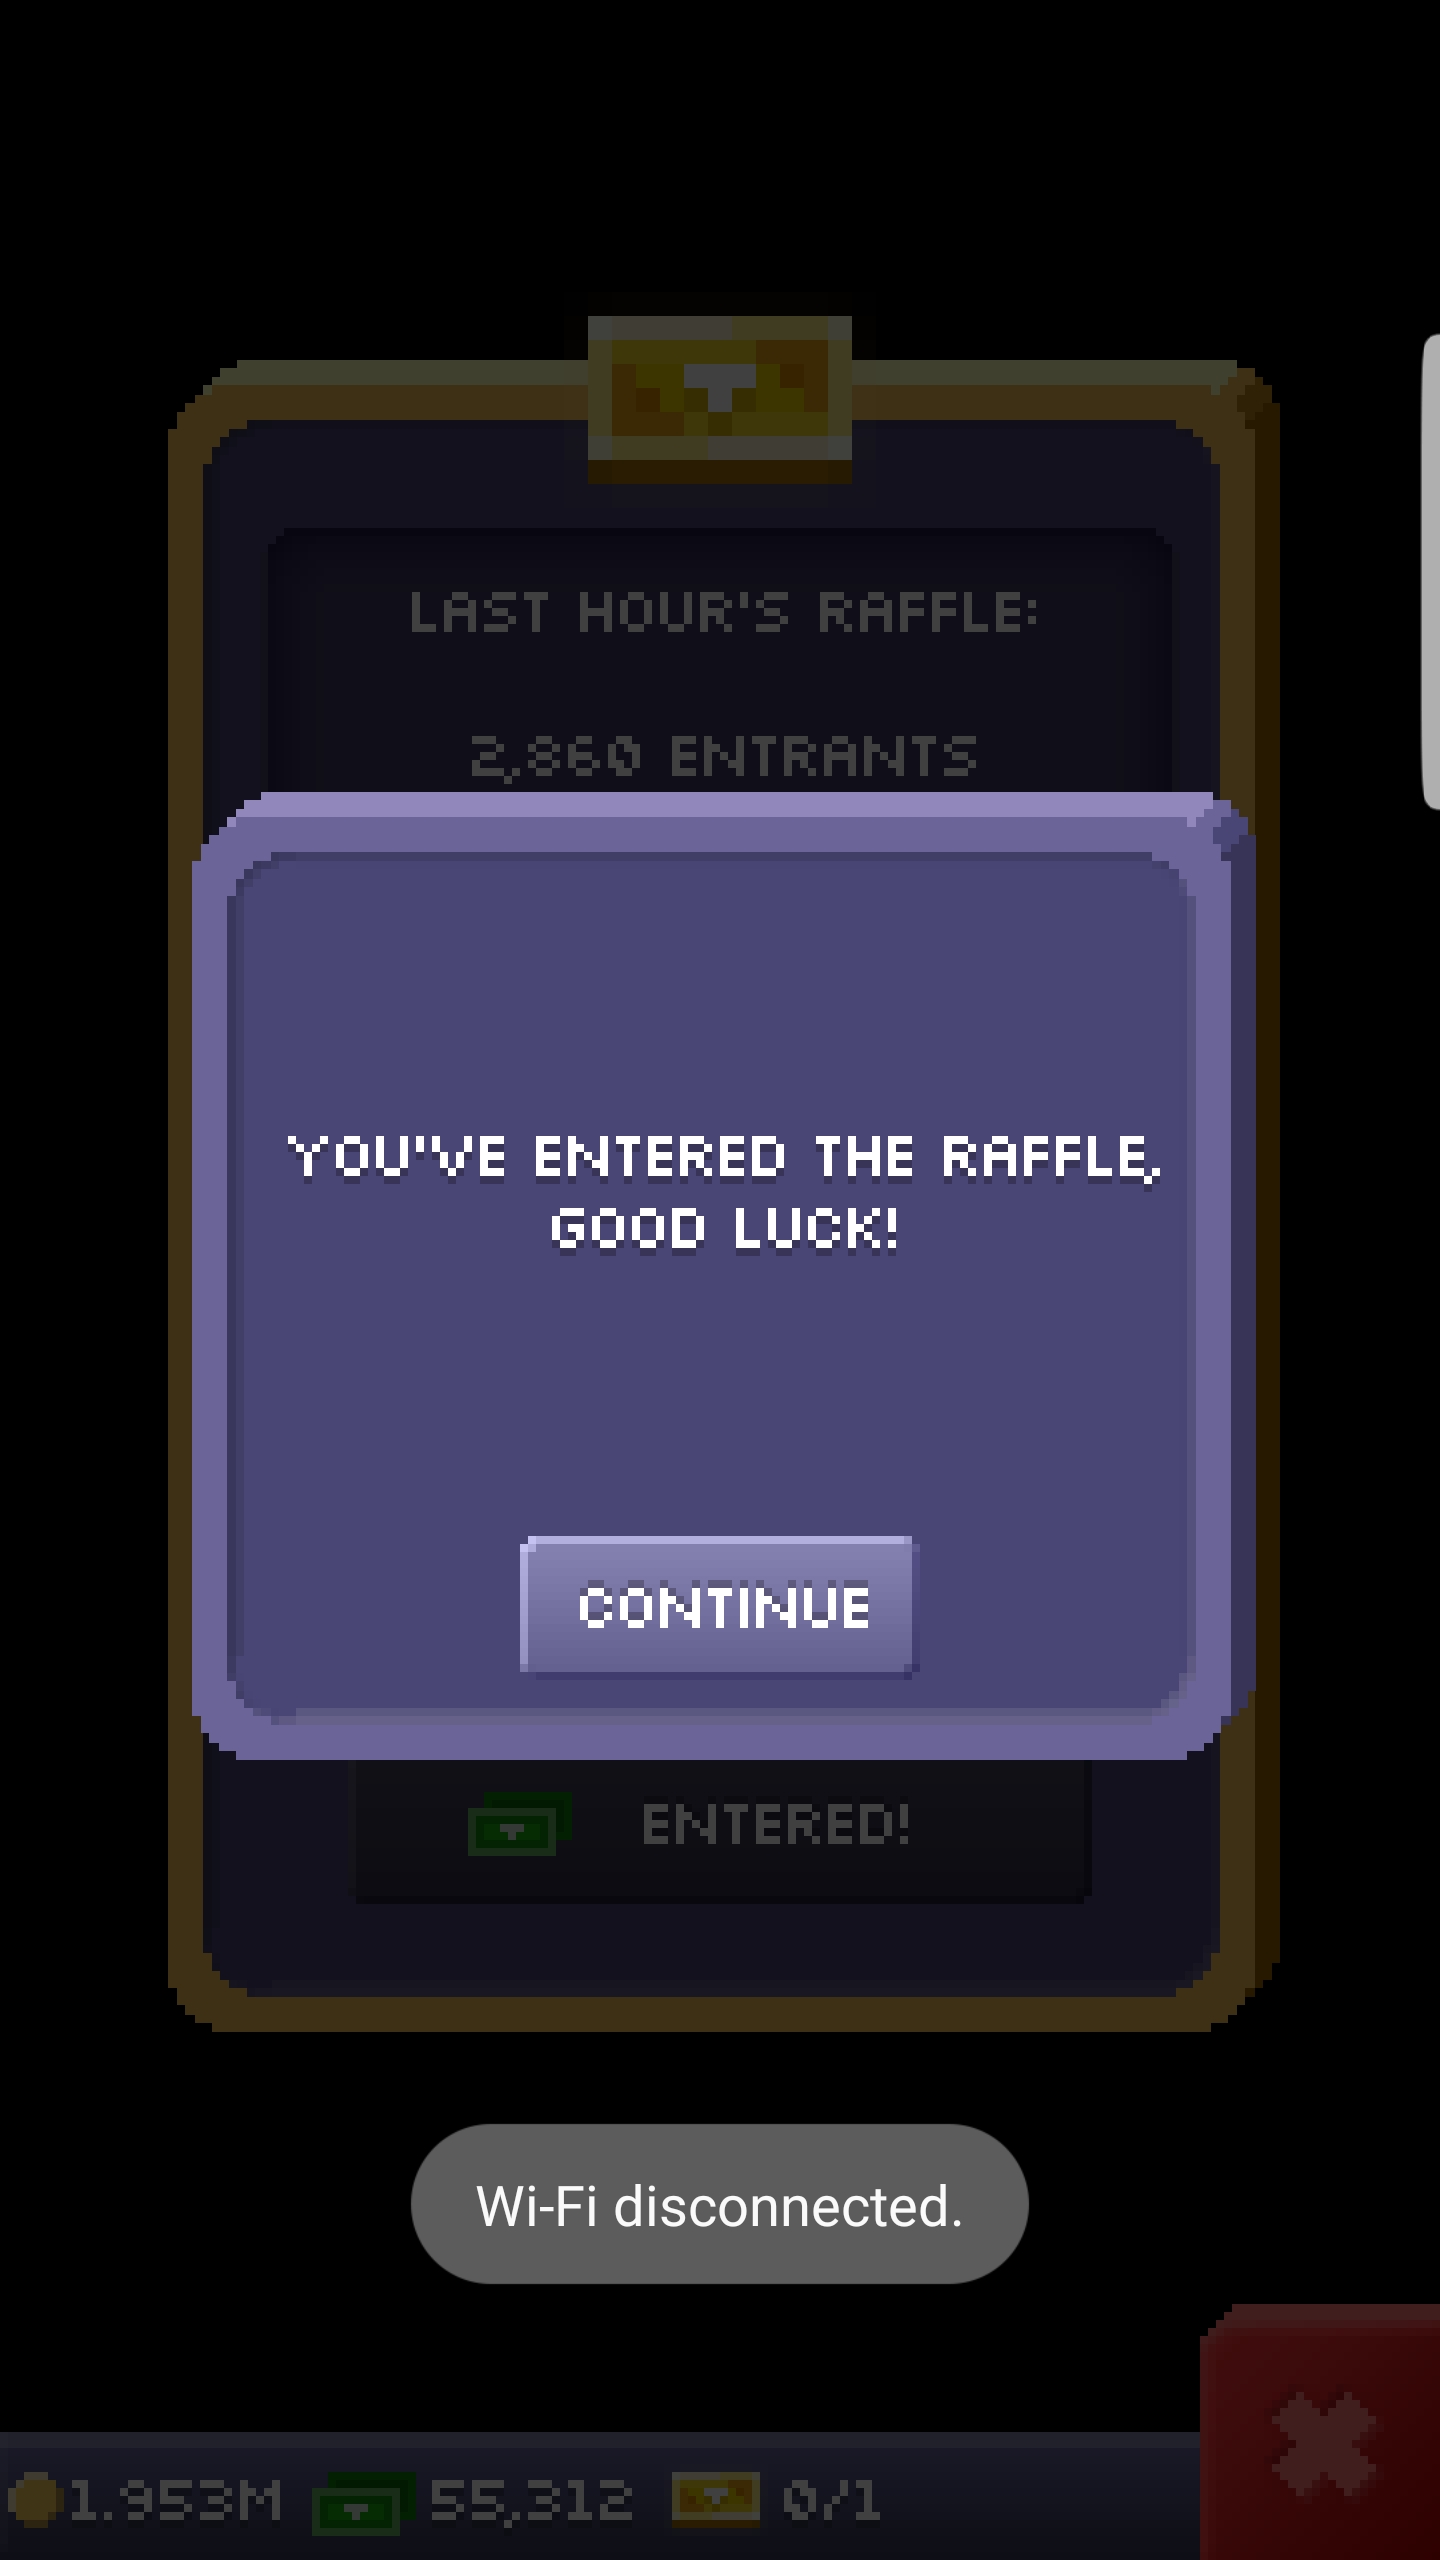 LAST HOUR'S RAFFLE:
2,860 ENTRANTS
YOU'VE ENTERED THE RAFFLE,
GOOD LUCK!
CONTINUE
ENTERED!
Wi-Fi disconnected.
1.953M 55,312 0/1